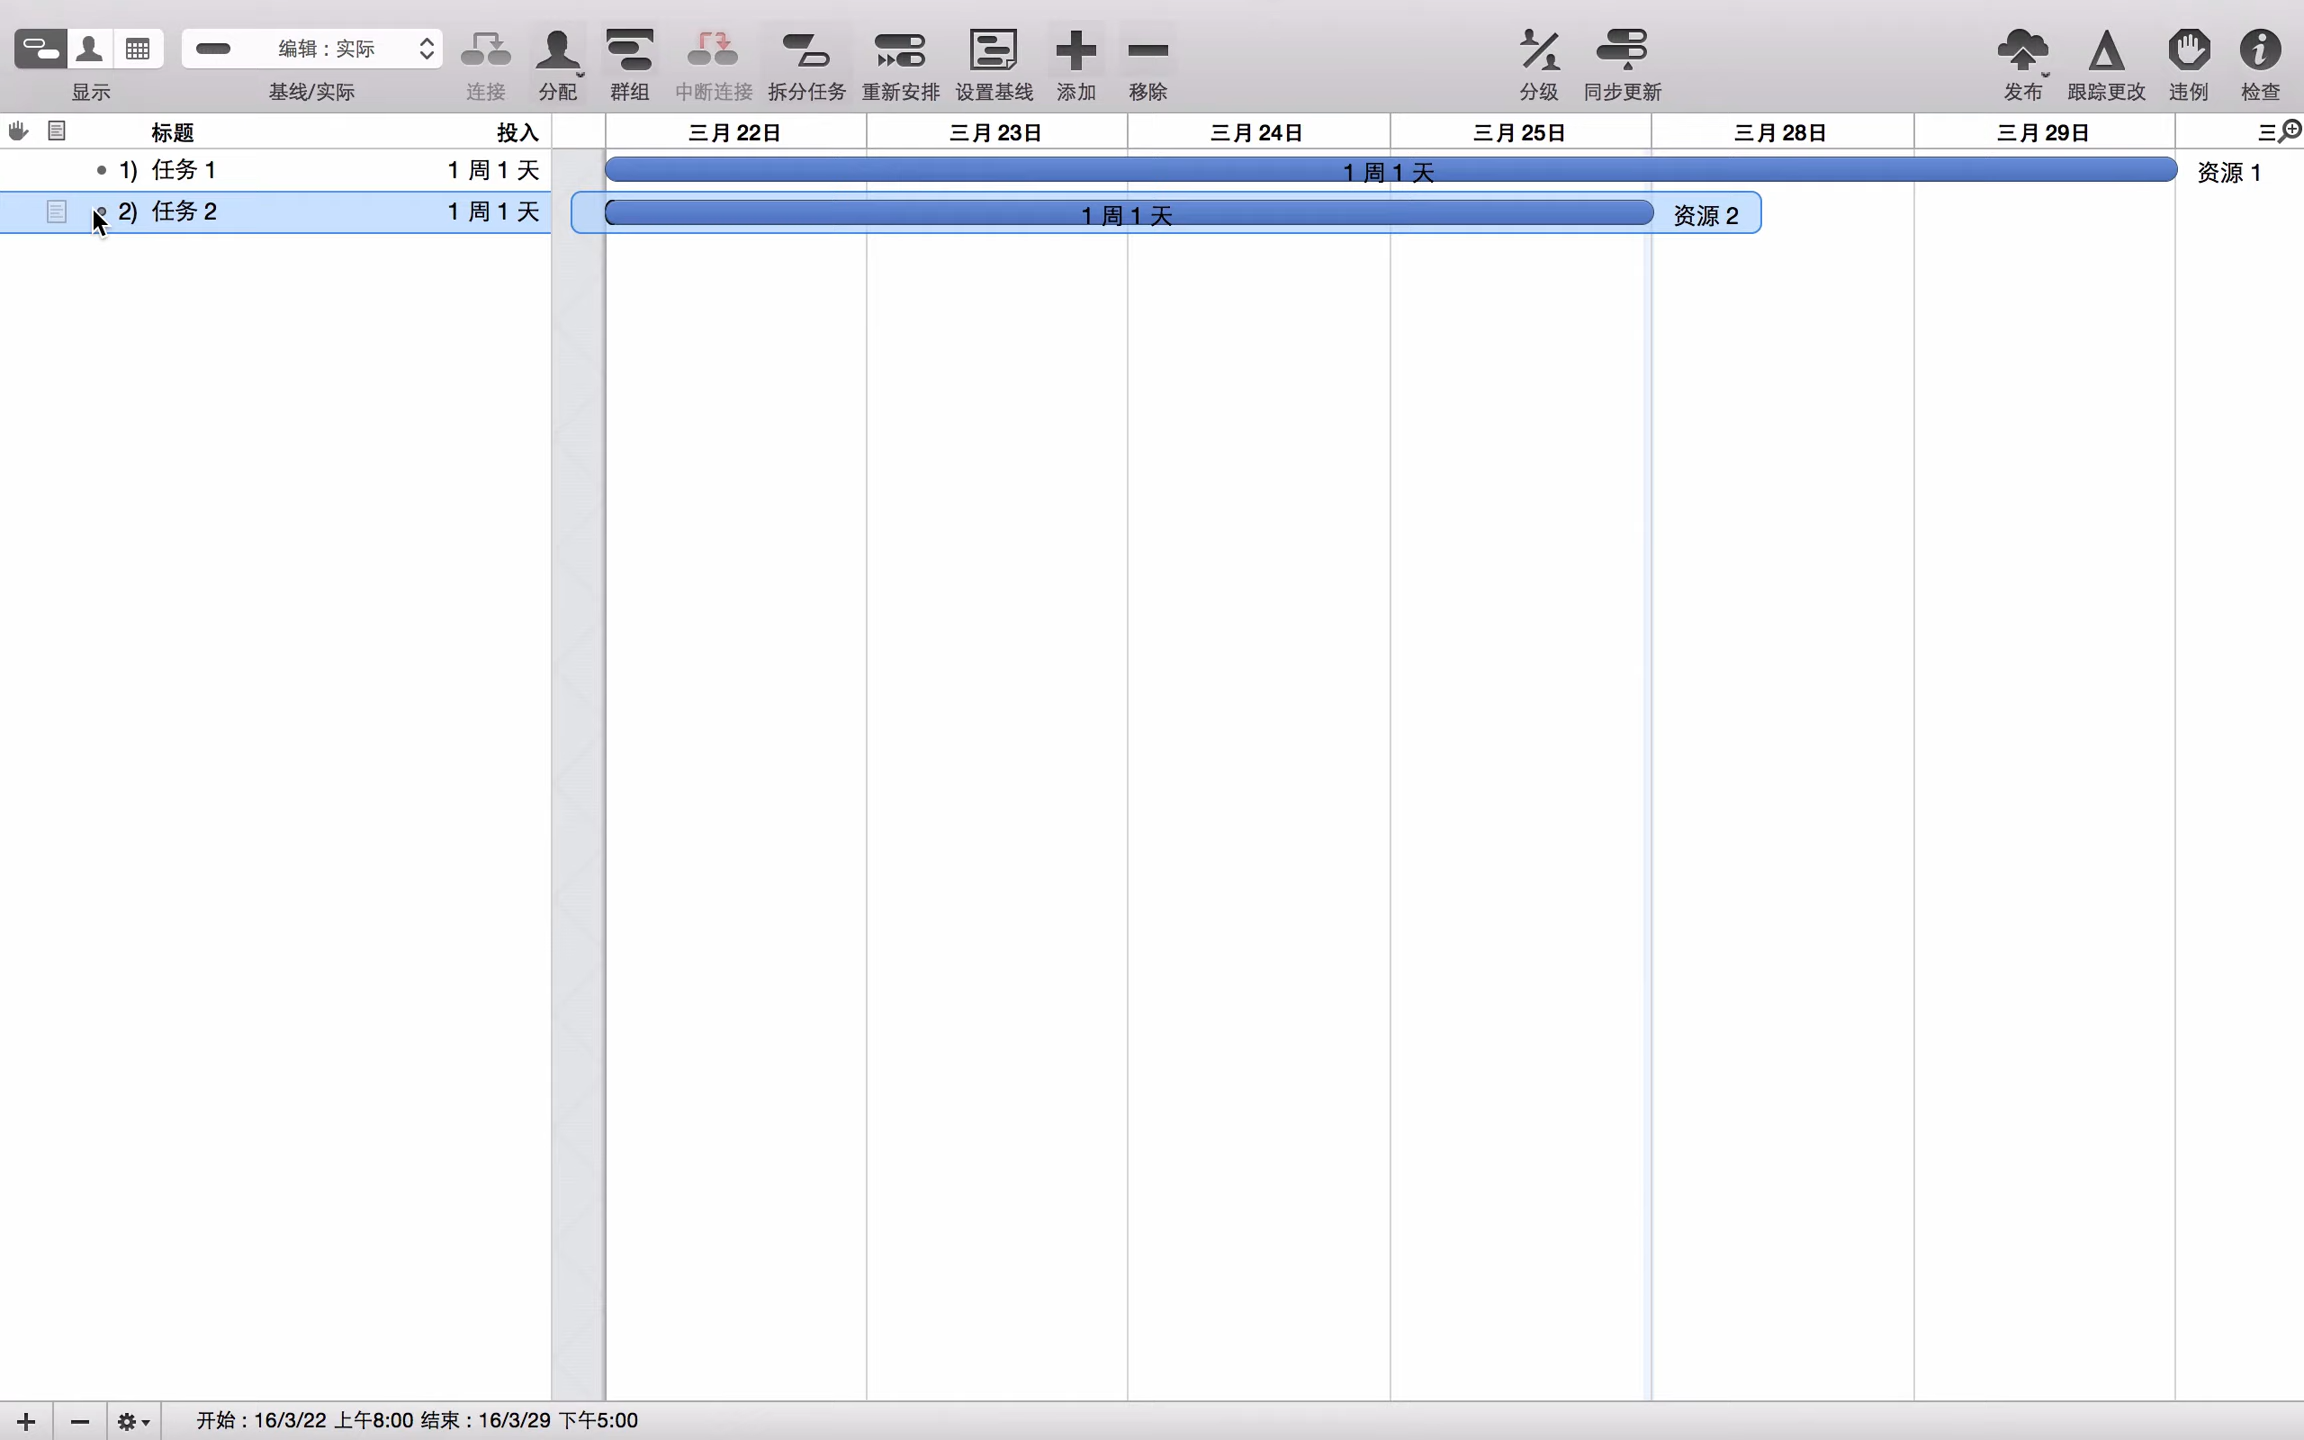 编辑：实际
显示 基线/实际 连接 分配 群组 中断连接 拆分任务 重新安排 设置基线 添加 移除 分级 同步更新 发布 跟踪更改 违例 检查
标题 投入 三月 22日 三月 23日 三月 24日 三月 25日 三月 28日 三月 29日 三
1) 任务 1 1 周 1 天 1 周 1 天 资源 1
2) 任务 2 1 周 1 天 1 周 1 天 资源 2
开始：16/3/22 上午8:00 结束：16/3/29 下午5:00